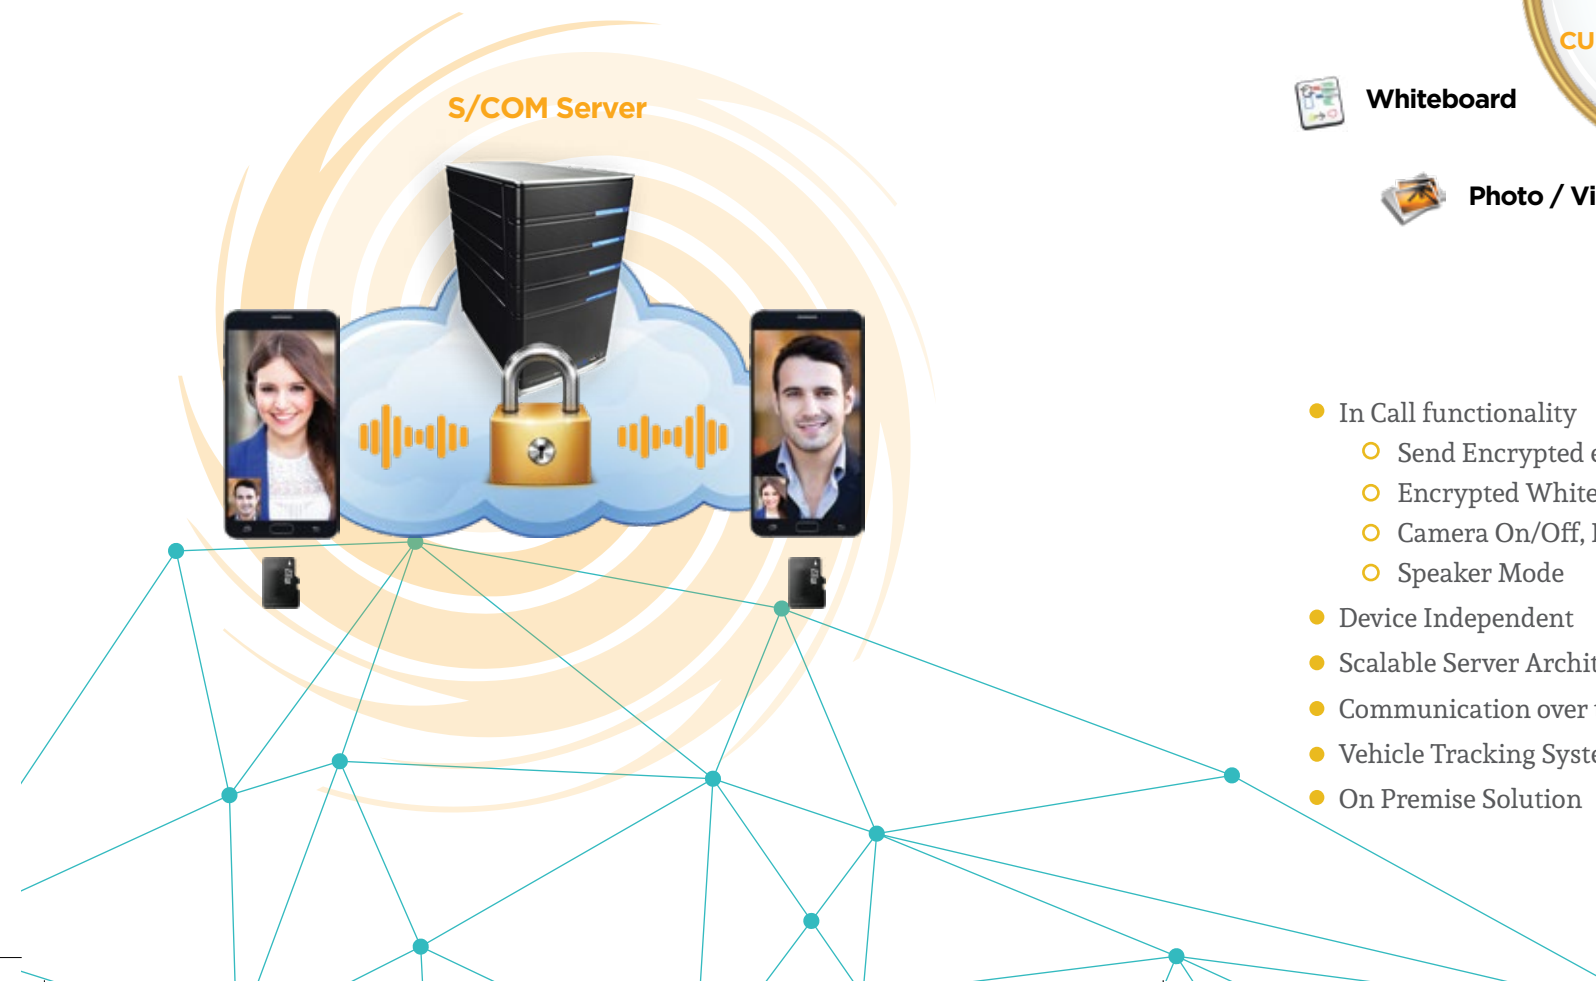 CU
S/COM Server
Whiteboard
Photo / Vi
In Call functionality
Send Encrypted e
Encrypted White
Camera On/Off,
Speaker Mode
Device Independent
Scalable Server Archit
Communication over
Vehicle Tracking Syste
On Premise Solution